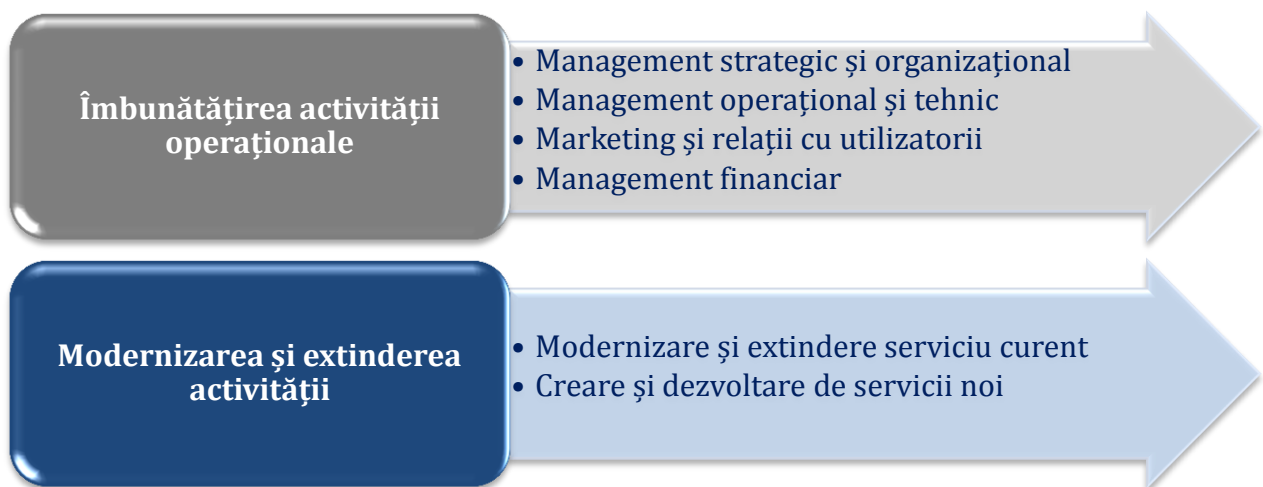 Îmbunătățirea activității
operaționale
• Management strategic și organizațional
• Management operațional și tehnic
• Marketing și relații cu utilizatorii
• Management financiar
Modernizarea și extinderea
activității
• Modernizare și extindere serviciu curent
• Creare și dezvoltare de servicii noi